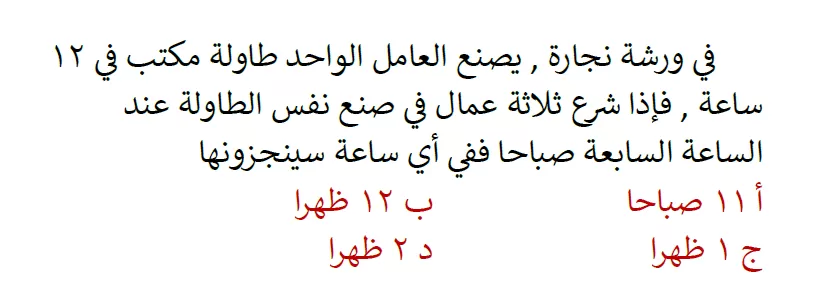 في ورشة نجارة , يصنع العامل الواحد طاولة مكتب في ١٢
ساعة , فإذا شرع ثلاثة عمال في صنع نفس الطاولة عند
الساعة السابعة صباحا ففي أي ساعة سينجزونها
أ ١١ صباحا ب ١٢ ظهرا
ج ١ ظهرا د ٢ ظهرا